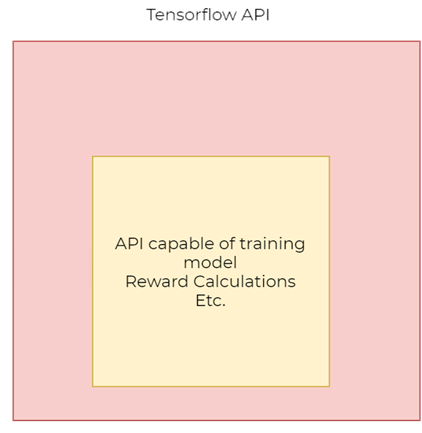 Tensorflow API
API capable of training
model
Reward Calculations
Etc.